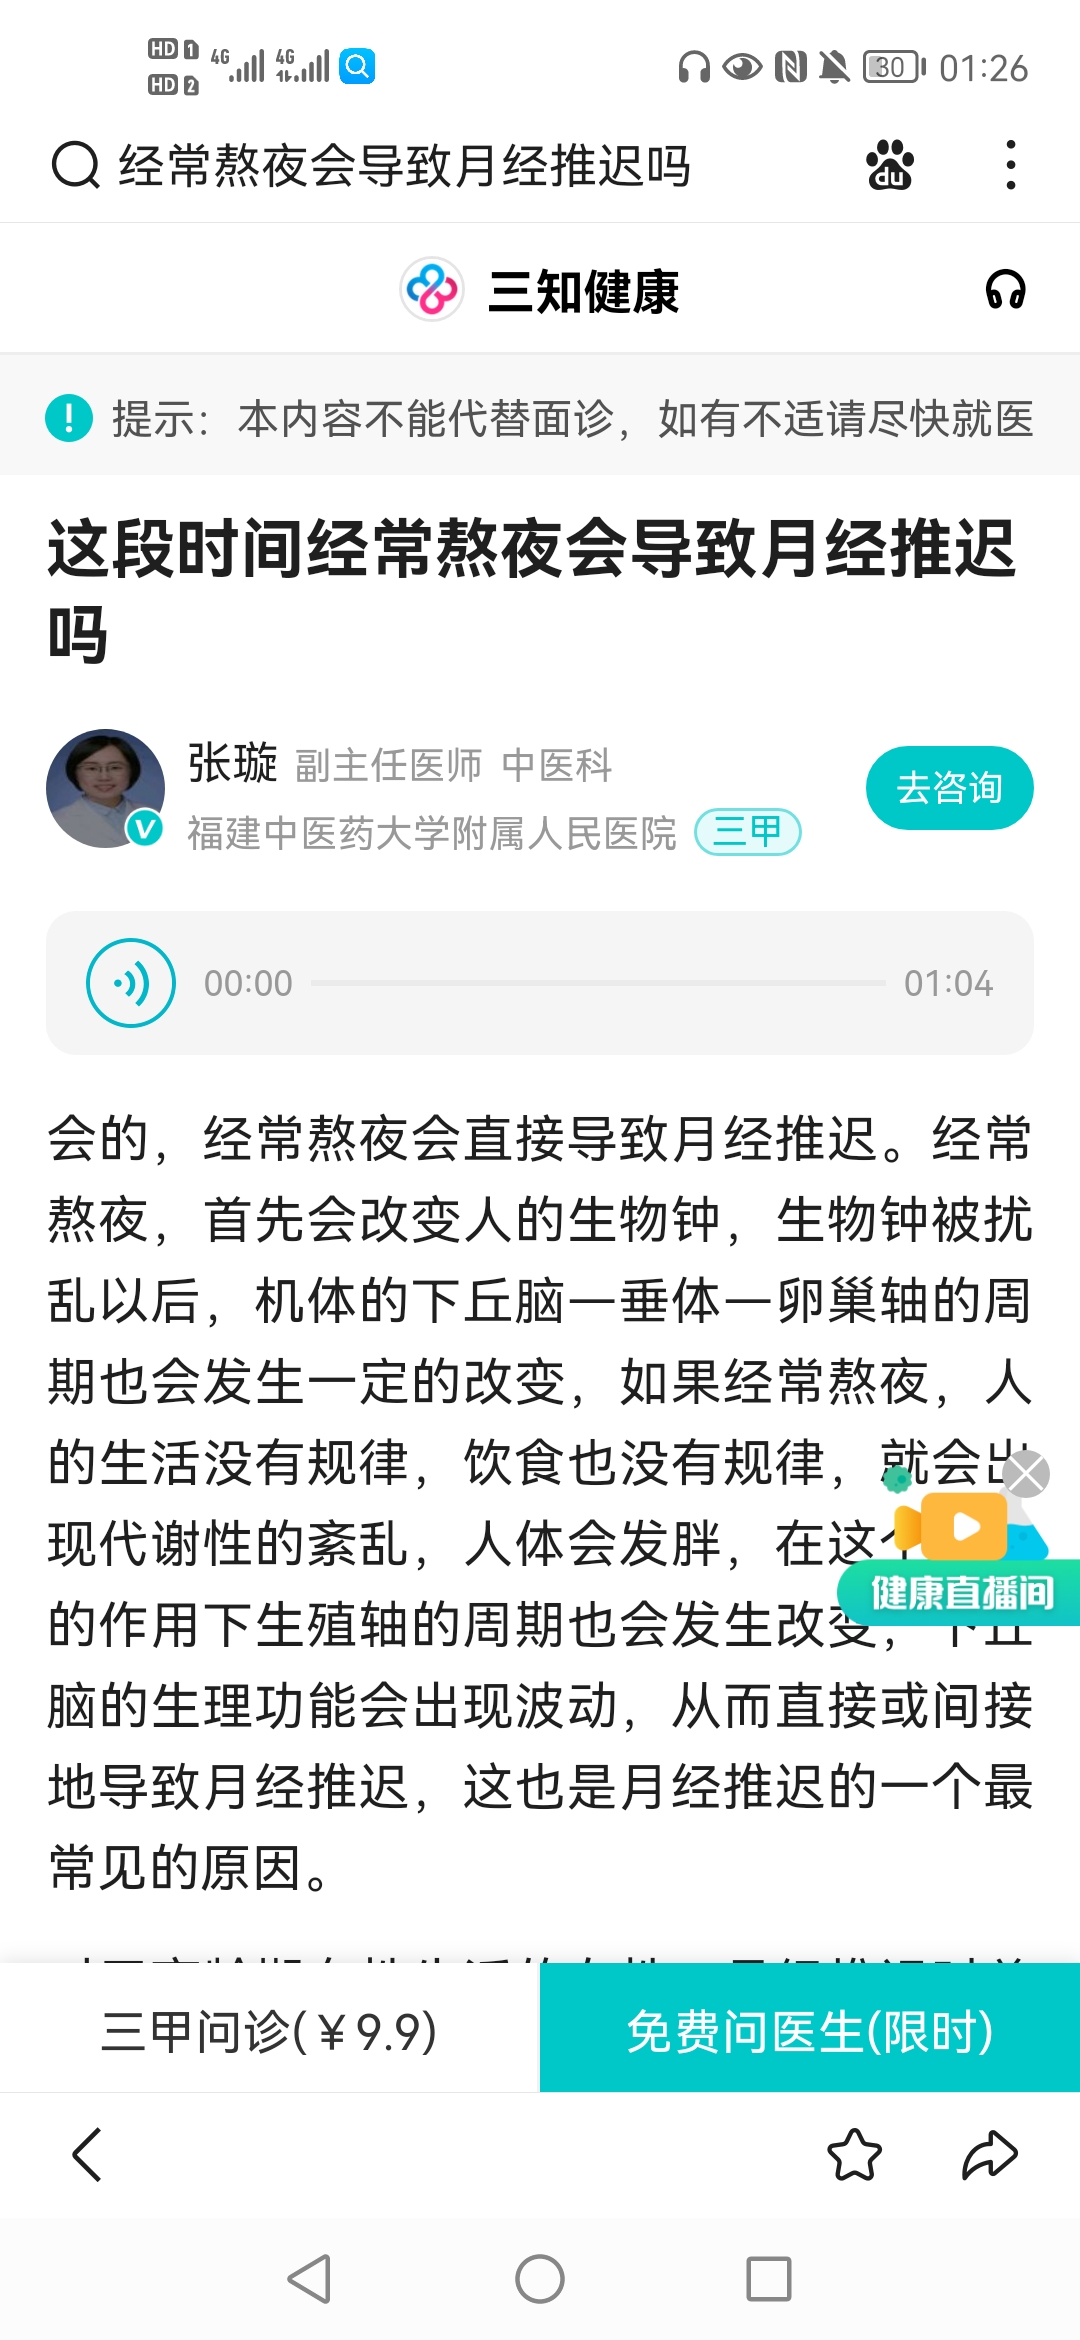 HD 1 4G 4G 30 01:26
HD 2
经常熬夜会导致月经推迟吗 du
三知健康
提示：本内容不能代替面诊，如有不适请尽快就医
这段时间经常熬夜会导致月经推迟
吗
张璇 副主任医师 中医科
去咨询
福建中医药大学附属人民医院 三甲
00:00 01:04
会的，经常熬夜会直接导致月经推迟。经常
熬夜，首先会改变人的生物钟，生物钟被扰
乱以后，机体的下丘脑一垂体一卵巢轴的周
期也会发生一定的改变，如果经常熬夜，人
的生活没有规律，饮食也没有规律，就会出
现代谢性的紊乱，人体会发胖，在这个
健康直播间
的作用下生殖轴的周期也会发生改变，下丘
脑的生理功能会出现波动，从而直接或间接
地导致月经推迟，这也是月经推迟的一个最
常见的原因。
三甲问诊(￥9.9) 免费问医生(限时)